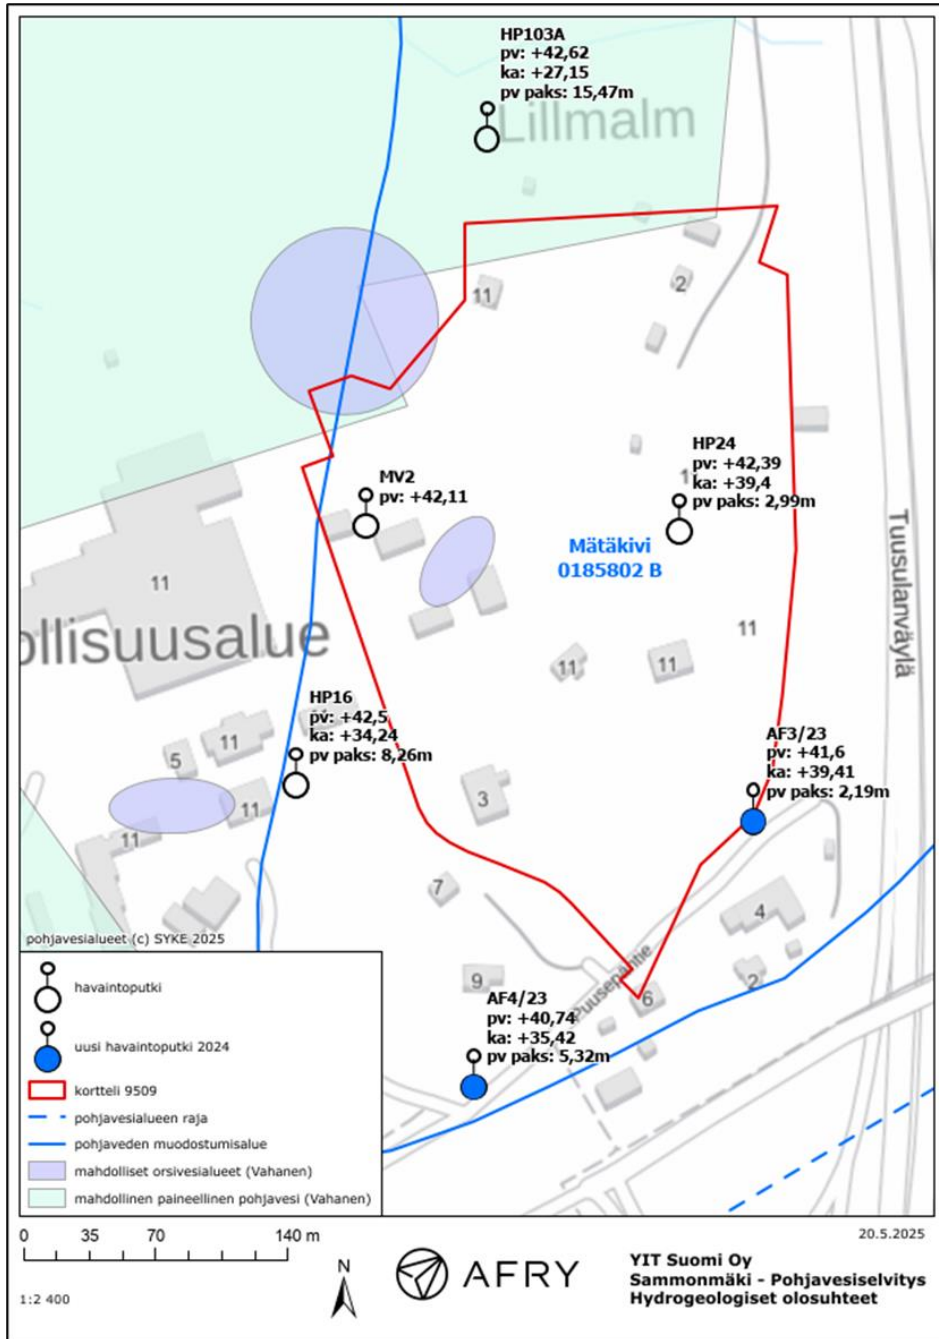 HP103A
pv: +42,62
ka: +27,15
pv paks: 15,47m
Lillmalm
11
2
HP24
pv: +42,39
ka: +39,4
pv paks: 2,99m
1
MV2
pv: +42,11
Mätäkivi
0185802 B
Tuusulanväylä
11
ollisuusalue
11
11
11
HP16
pv: +42,5
ka: +34,24
pv paks: 8,26m
11
5
11
11
3
AF3/23
pv: +41,6
ka: +39,41
pv paks: 2,19m
7
4
2
9
6
Puusepäntie
AF4/23
pv: +40,74
ka: +35,42
pv paks: 5,32m
pohjavesialueet (c) SYKE 2025
havaintoputki
uusi havaintoputki 2024
kortteli 9509
pohjavesialueen raja
pohjaveden muodostumisalue
mahdolliset orsivesialueet (Vahanen)
mahdollinen paineellinen pohjavesi (Vahanen)
0 35 70 140 m
1:2 400
N
AFRY
20.5.2025
YIT Suomi Oy
Sammonmäki - Pohjavesiselvitys
Hydrogeologiset olosuhteet